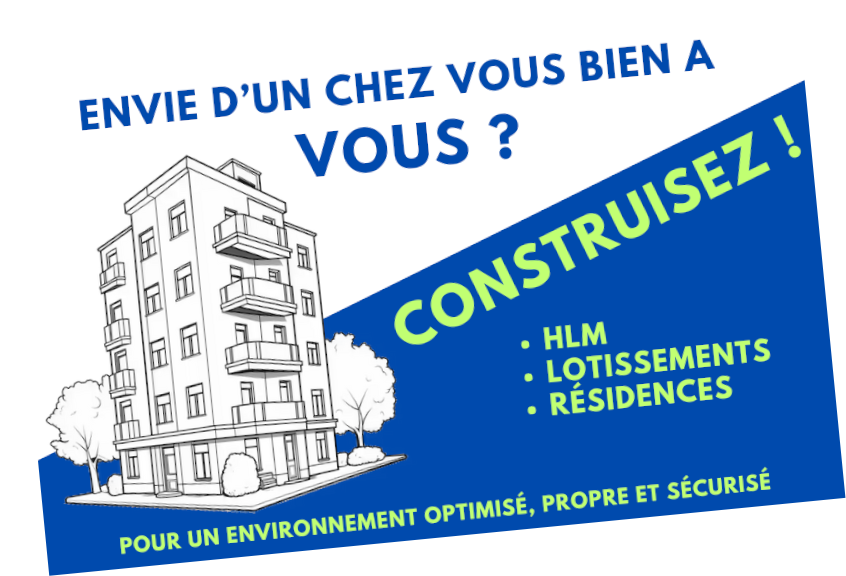 ENVIE D'UN CHEZ VOUS BIEN A
VOUS ?
CONSTRUISEZ !
• HLM
• LOTISSEMENTS
• RÉSIDENCES
POUR UN ENVIRONNEMENT OPTIMISÉ, PROPRE ET SÉCURISÉ